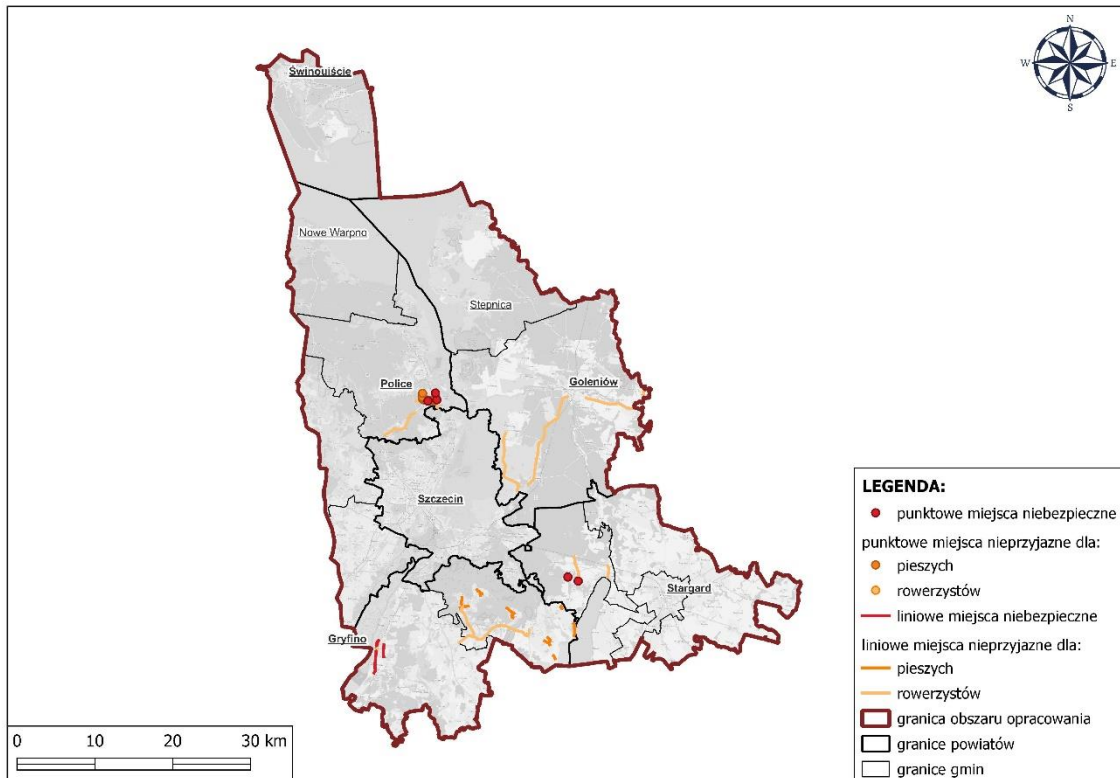 N
W E
S
Świnoujście
Nowe Warpno
Stepnica
Police
Goleniów
Szczecin
Stargard
Gryfino
LEGENDA:
punktowe miejsca niebezpieczne
punktowe miejsca nieprzyjazne dla:
pieszych
rowerzystów
liniowe miejsca niebezpieczne
liniowe miejsca nieprzyjazne dla:
pieszych
rowerzystów
granica obszaru opracowania
granice powiatów
granice gmin
0 10 20 30 km